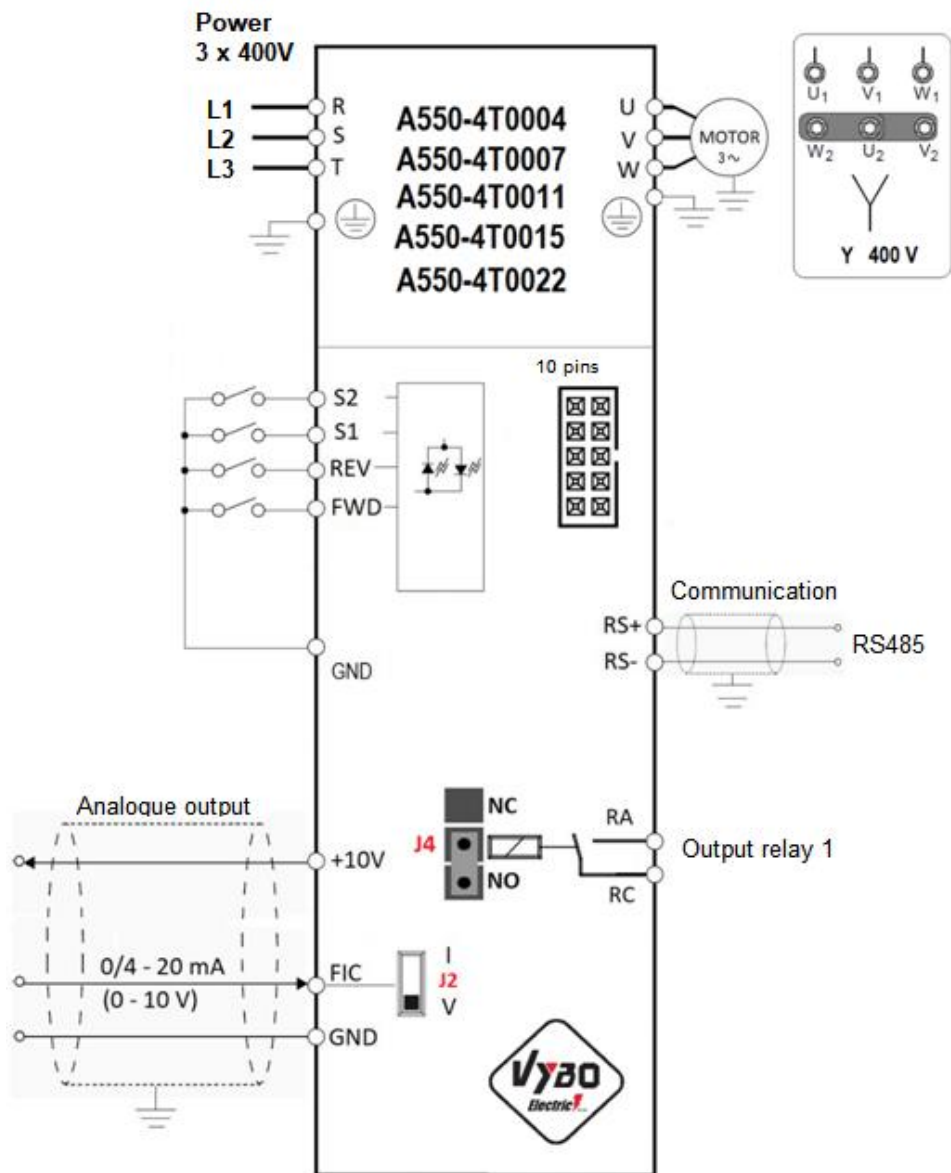 Power
3 x 400V
L1
L2
L3
R
S
T
A550-4T0004
A550-4T0007
A550-4T0011
A550-4T0015
A550-4T0022
U
V
W
MOTOR
3~
U1 V1 W1
W2 U2 V2
Y 400 V
10 pins
S2
S1
REV
FWD
GND
Communication
RS+
RS-
RS485
Analogue output
+10V
0/4 - 20 mA
(0 - 10 V)
FIC
GND
I
J2
V
NC
J4
NO
RA
RC
Output relay 1
VYBO
Electric